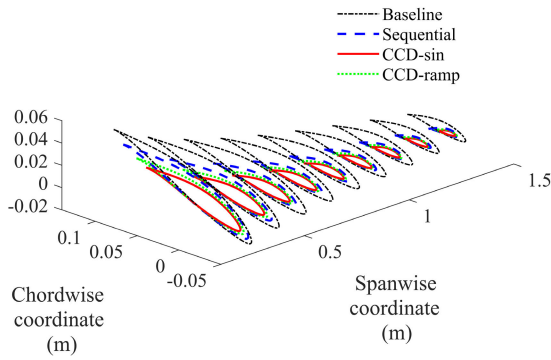 Baseline
Sequential
CCD-sin
CCD-ramp
0.06
0.04
0.02
0
-0.02
0.1
0.05
0
-0.05
0.5
1
1.5
Chordwise
coordinate
(m)
Spanwise
coordinate
(m)